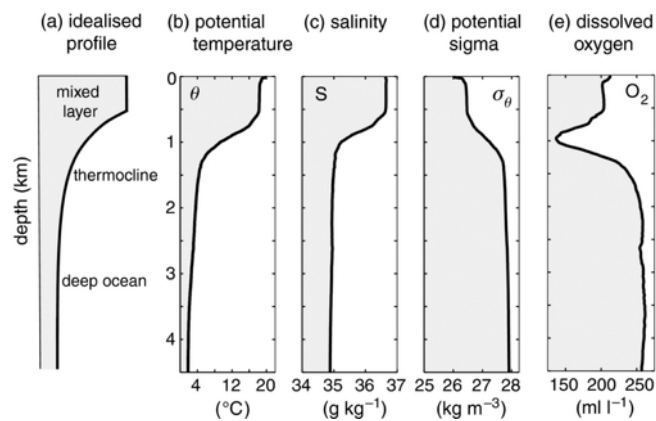 (a) idealised
profile
(b) potential
temperature
(c) salinity
(d) potential
sigma
(e) dissolved
oxygen
mixed
layer
thermocline
deep ocean
depth (km)
0
1
2
3
4
θ
4 12 20
(°C)
S
34 35 36 37
(g kg⁻¹)
σθ
25 26 27 28
(kg m⁻³)
O₂
150 200 250
(ml l⁻¹)